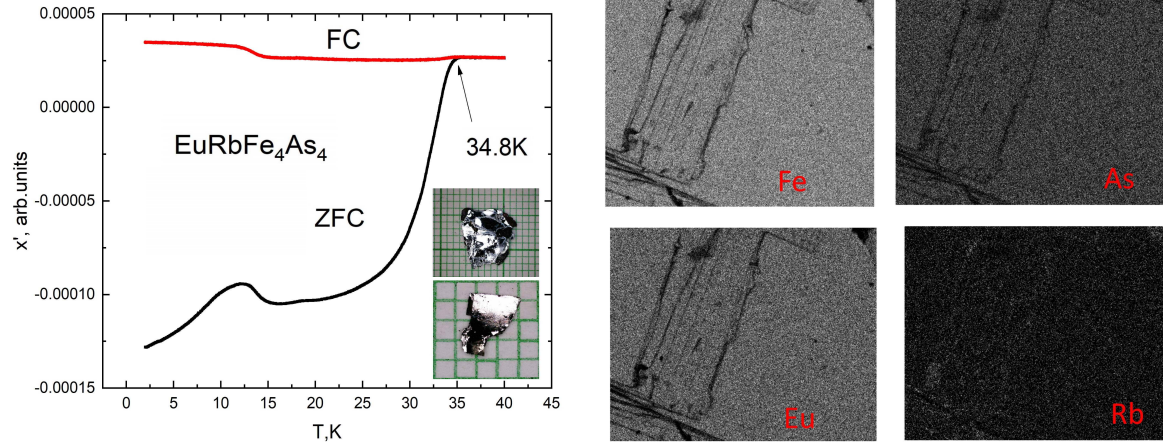 0.00005
0.00000
-0.00005
-0.00010
-0.00015
x', arb.units
FC
EuRbFe₄As₄
34.8K
ZFC
0 5 10 15 20 25 30 35 40 45
T,K
Fe
As
Eu
Rb